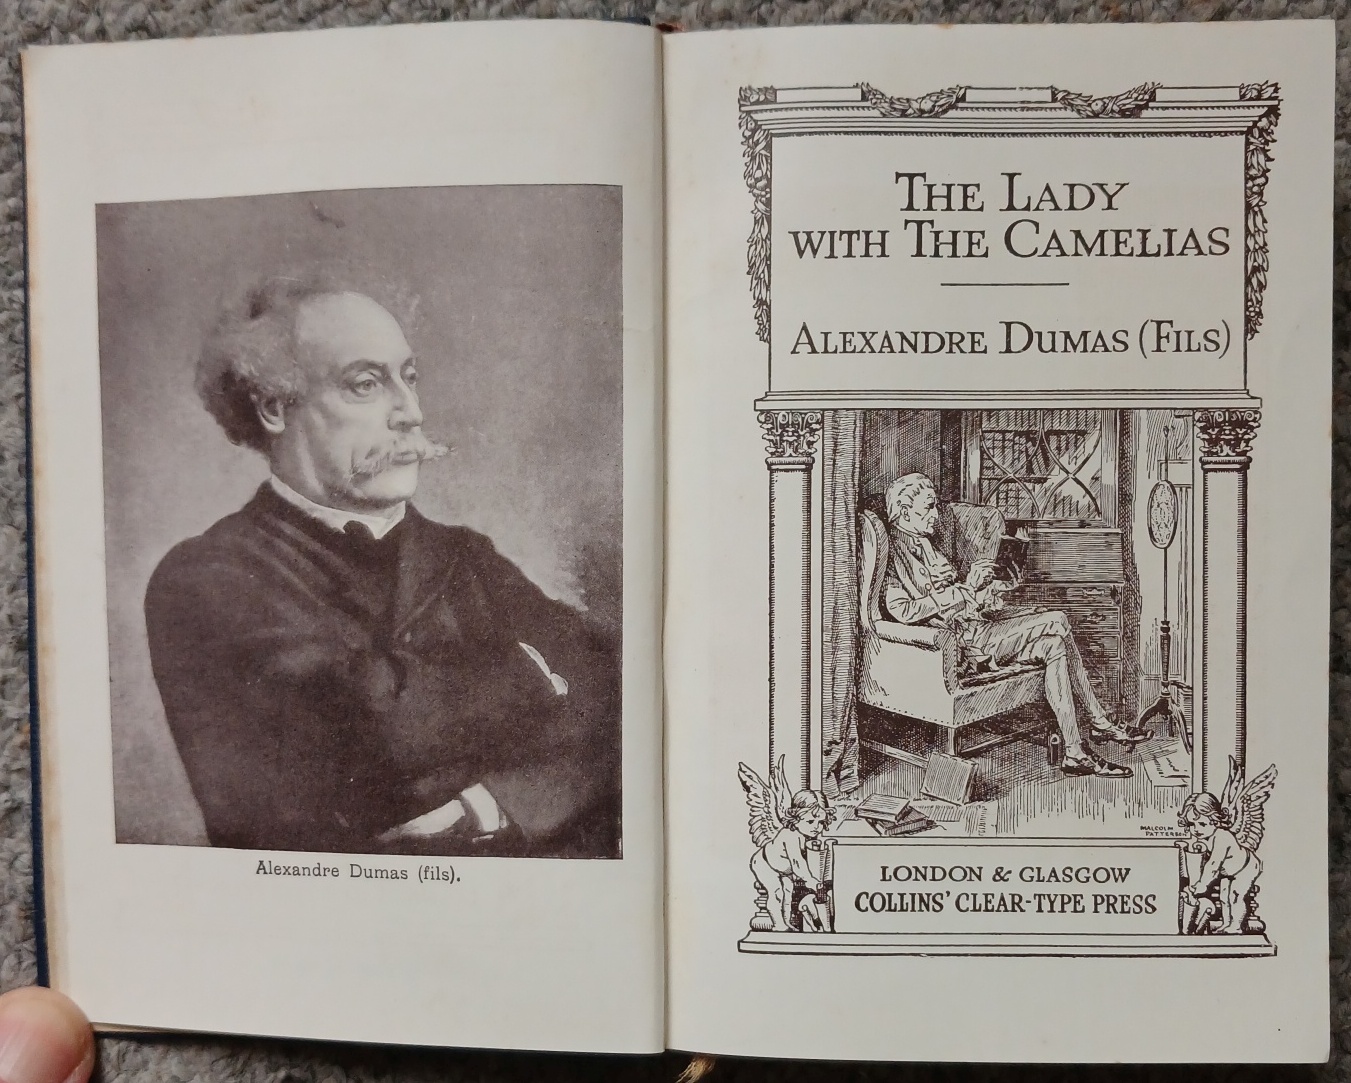 Alexandre Dumas (fils).
THE LADY
WITH THE CAMELIAS
ALEXANDRE DUMAS (FILS)
MALCOLM
PATTERSON
LONDON & GLASGOW
COLLINS' CLEAR-TYPE PRESS